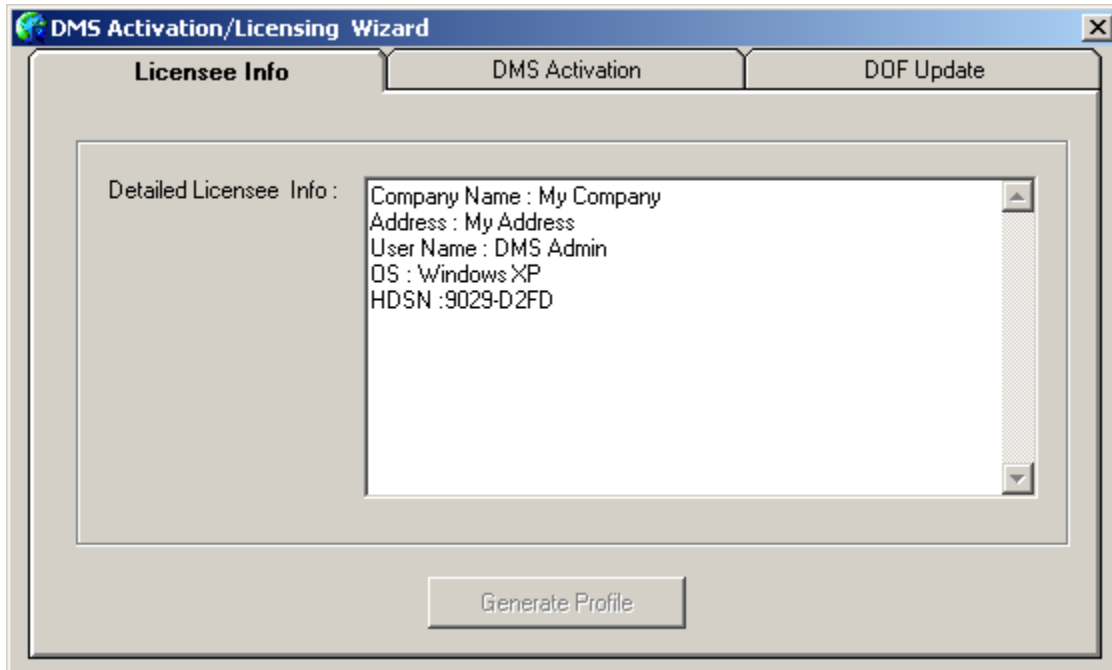 DMS Activation/Licensing Wizard
Licensee Info
DMS Activation
DOF Update
Detailed Licensee Info :
Company Name : My Company
Address : My Address
User Name : DMS Admin
OS : Windows XP
HDSN :9029-D2FD
Generate Profile